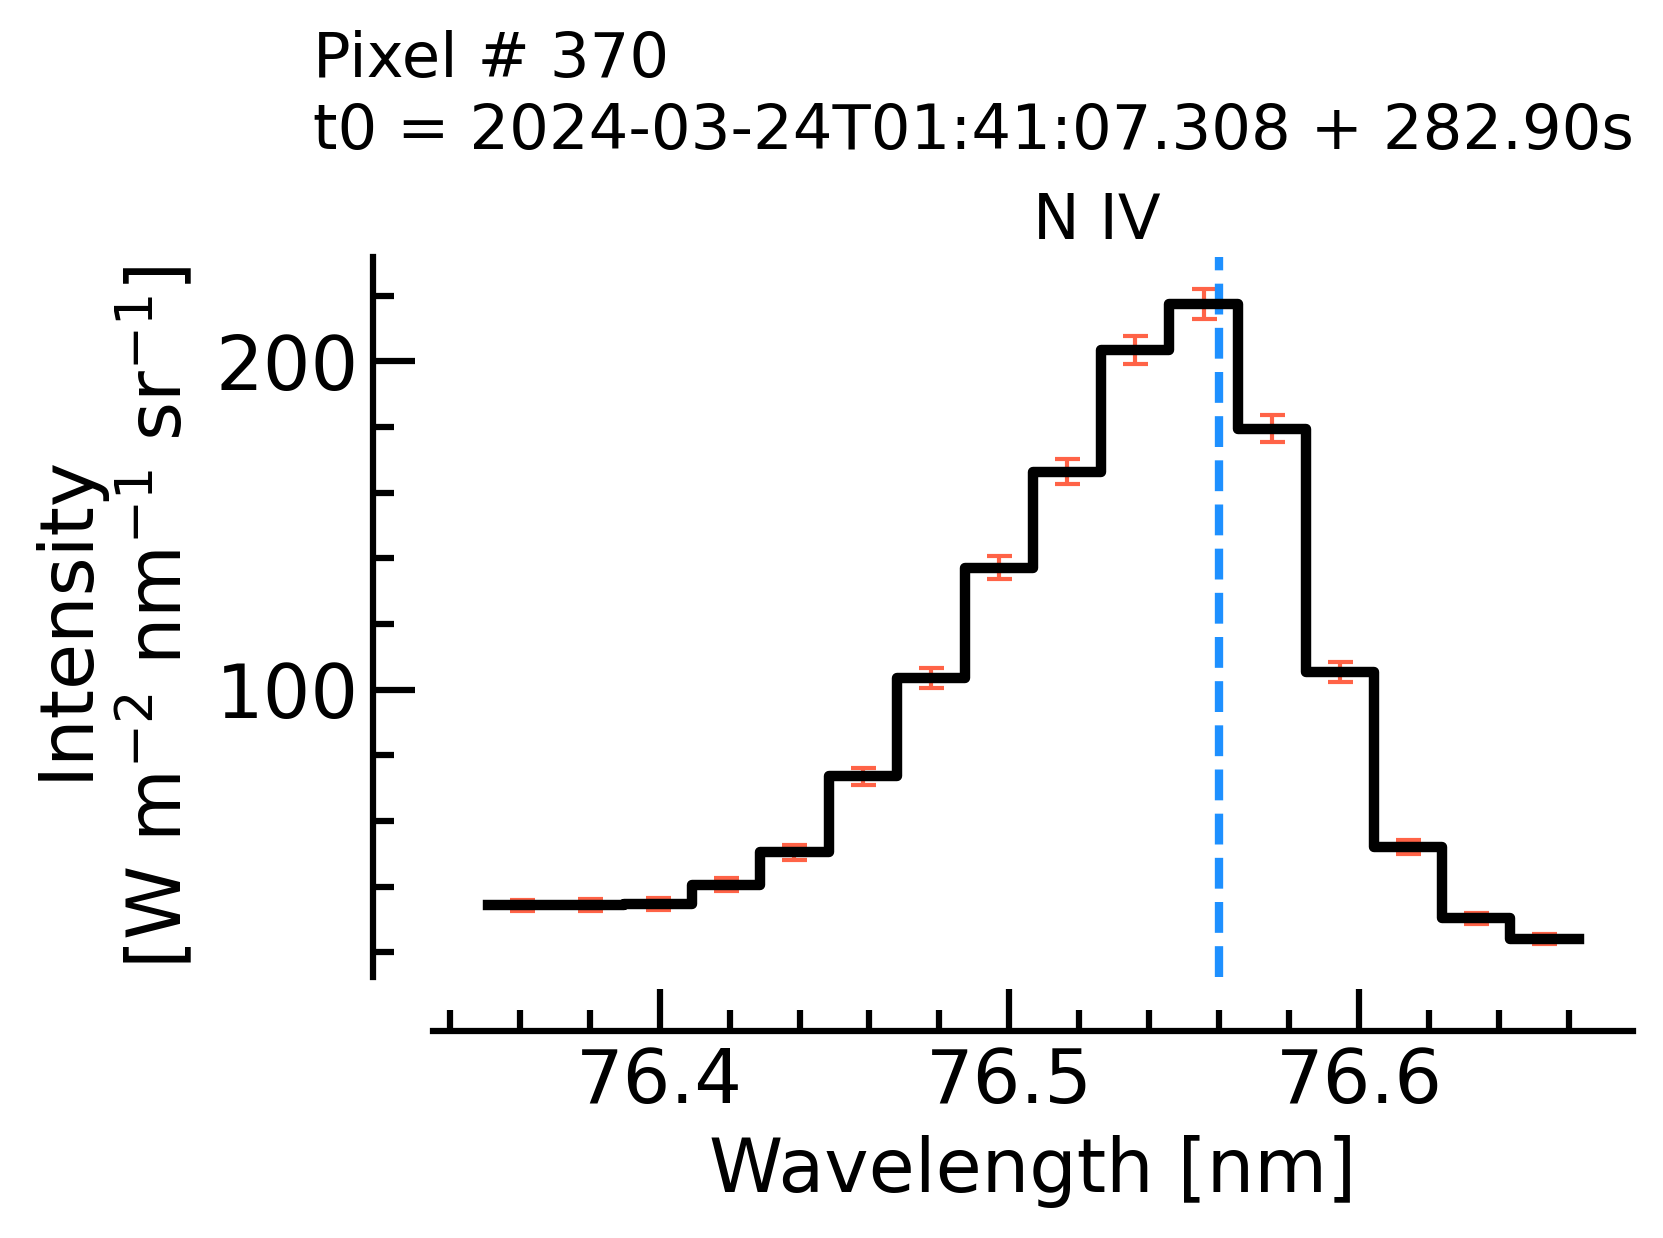 Pixel # 370
t0 = 2024-03-24T01:41:07.308 + 282.90s
N IV
Intensity
[W m⁻² nm⁻¹ sr⁻¹]
200
100
76.4 76.5 76.6
Wavelength [nm]